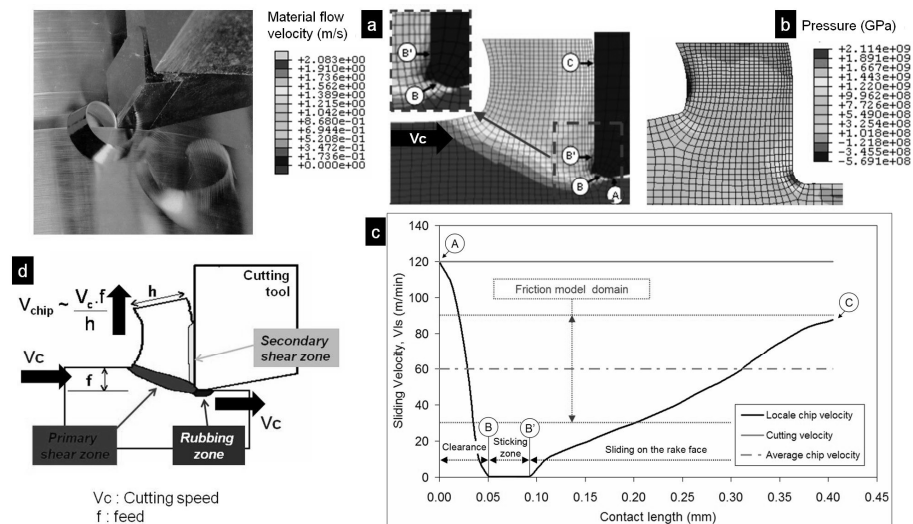 Material flow
velocity (m/s)
+2.083e+00
+1.910e+00
+1.736e+00
+1.562e+00
+1.389e+00
+1.215e+00
+1.042e+00
+8.680e-01
+6.944e-01
+5.208e-01
+3.472e-01
+1.736e-01
+0.000e+00
a
B'
B
C
Vc
B'
B
A
b
Pressure (GPa)
+2.114e+09
+1.891e+09
+1.667e+09
+1.443e+09
+1.220e+09
+9.962e+08
+7.726e+08
+5.490e+08
+3.254e+08
+1.018e+08
-1.218e+08
-3.455e+08
-5.691e+08
d
Vchip ~ Vc.f
h
h
Cutting
tool
Secondary
shear zone
Vc
f
Vc
Primary
shear zone
Rubbing
zone
Vc : Cutting speed
f : feed
c
Sliding Velocity, Vls (m/min)
140
120
100
80
60
40
20
0
A
Friction model domain
C
B
B'
Clearance
Sticking
zone
Sliding on the rake face
Locale chip velocity
Cutting velocity
Average chip velocity
0.00
0.05
0.10
0.15
0.20
0.25
0.30
0.35
0.40
0.45
Contact length (mm)